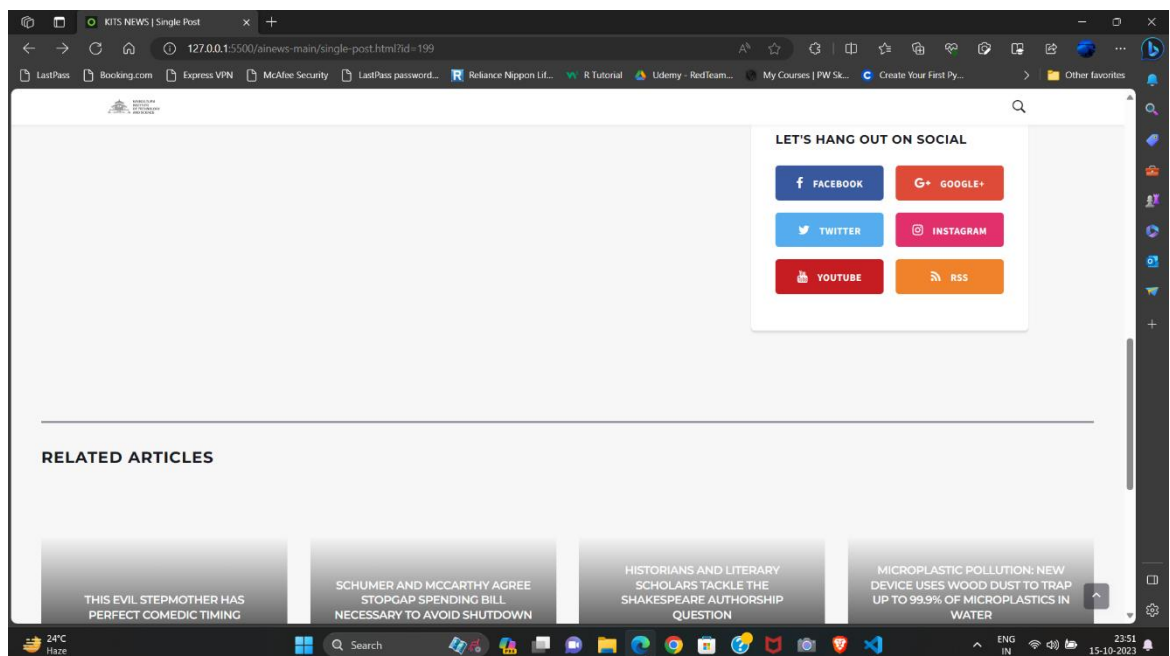 KITS NEWS | Single Post
127.0.0.1:5500/ainews-main/single-post.html?id=199
LastPass Booking.com Express VPN McAfee Security LastPass password... Reliance Nippon Lif... R Tutorial Udemy - RedTeam... My Courses | PW Sk... Create Your First Py... Other favorites
LET'S HANG OUT ON SOCIAL
FACEBOOK G+ GOOGLE+
TWITTER INSTAGRAM
YOUTUBE RSS
RELATED ARTICLES
THIS EVIL STEPMOTHER HAS
PERFECT COMEDIC TIMING
SCHUMER AND MCCARTHY AGREE
STOPGAP SPENDING BILL
NECESSARY TO AVOID SHUTDOWN
HISTORIANS AND LITERARY
SCHOLARS TACKLE THE
SHAKESPEARE AUTHORSHIP
QUESTION
MICROPLASTIC POLLUTION: NEW
DEVICE USES WOOD DUST TO TRAP
UP TO 99.9% OF MICROPLASTICS IN
WATER
24°C
Haze
Search
ENG
IN
23:51
15-10-2023